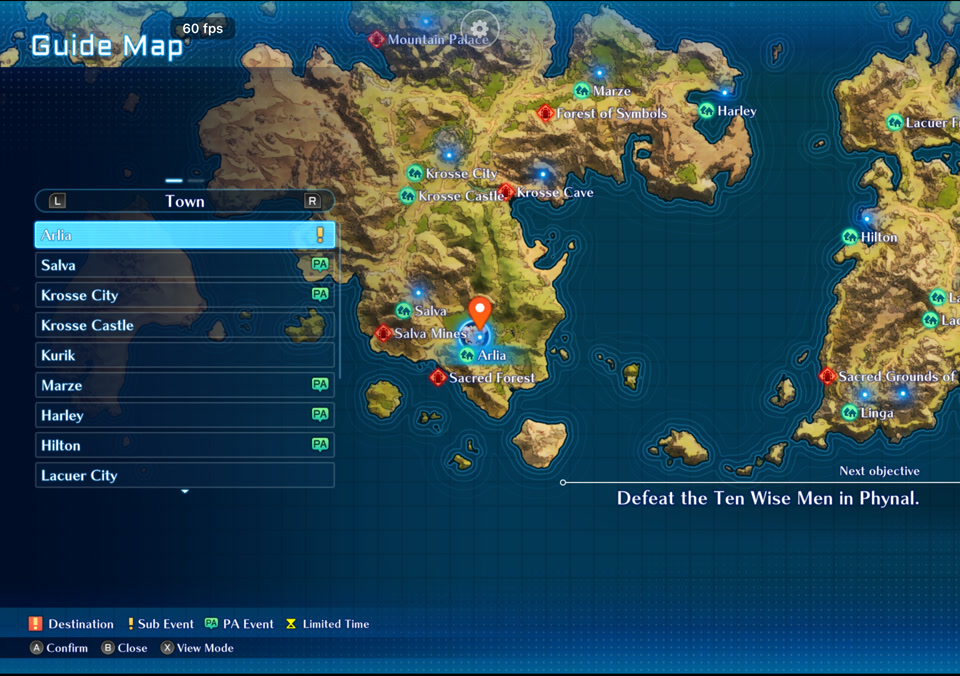 60 fps
Guide Map
Mountain Palace
Marze
Forest of Symbols
Harley
Lacuer F
Krosse City
Krosse Castle
Krosse Cave
Hilton
L Town R
Arlia !
Salva PA
Krosse City PA
Krosse Castle
Kurik
Marze PA
Harley PA
Hilton PA
Lacuer City
La
Lac
Salva
Salva Mines
Arlia
Sacred Forest
Sacred Grounds of
Linga
Next objective
Defeat the Ten Wise Men in Phynal.
! Destination ! Sub Event PA PA Event Limited Time
A Confirm B Close X View Mode